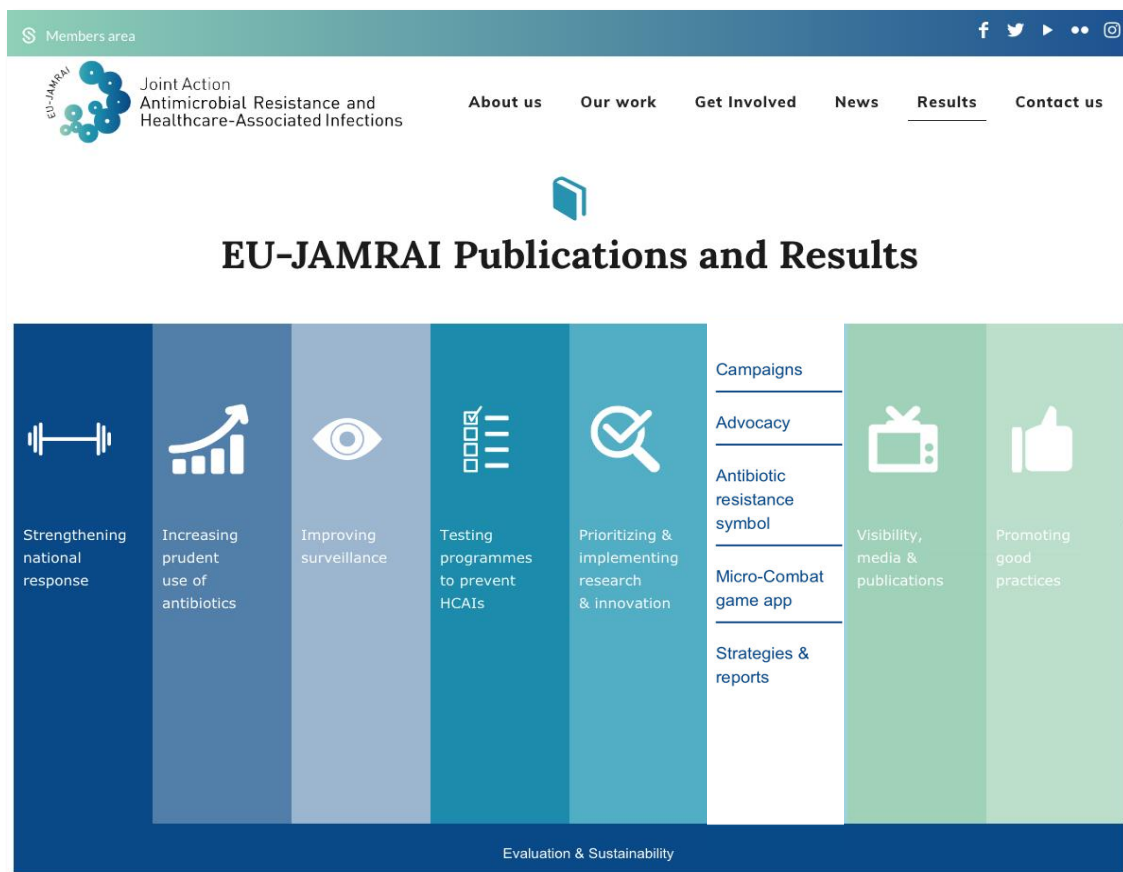 Members area
EU-JAMRAI
Joint Action
Antimicrobial Resistance and
Healthcare-Associated Infections
About us
Our work
Get Involved
News
Results
Contact us
EU-JAMRAI Publications and Results
Strengthening
national
response
Increasing
prudent
use of
antibiotics
Improving
surveillance
Testing
programmes
to prevent
HCAIs
Prioritizing &
implementing
research
& innovation
Campaigns
Advocacy
Antibiotic
resistance
symbol
Micro-Combat
game app
Strategies &
reports
Visibility,
media &
publications
Promoting
good
practices
Evaluation & Sustainability